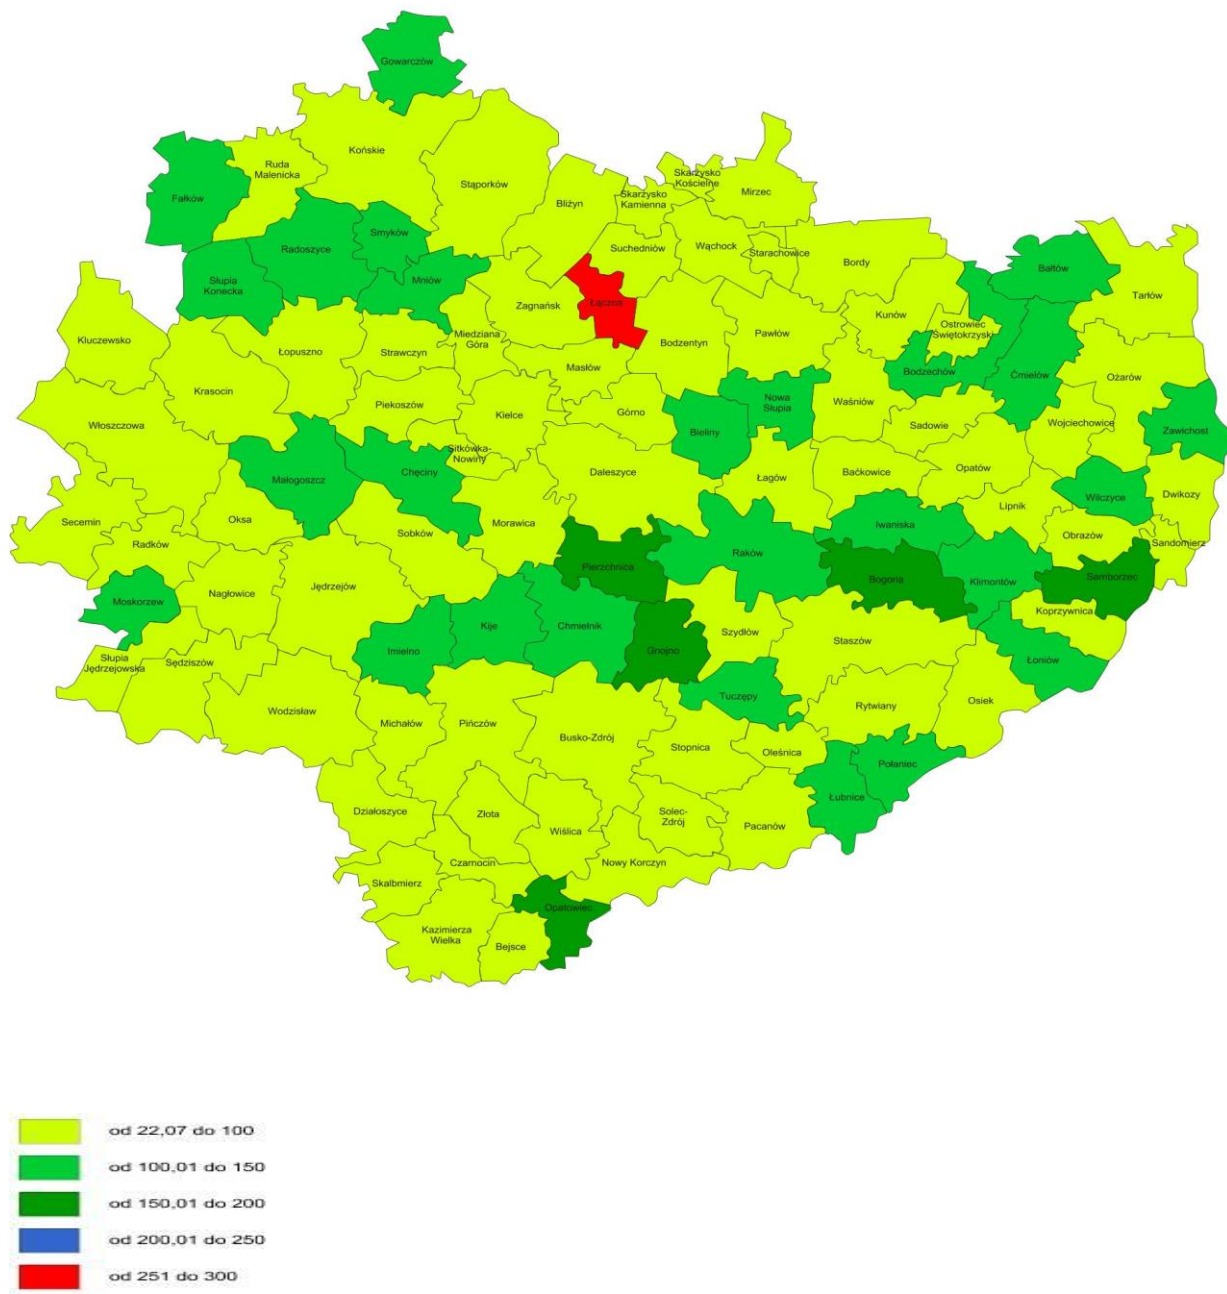 Gowarczów
Końskie
Ruda
Malenicka
Stąporków
Fałków
Skarżysko
Kościelne
Mirzec
Skarżysko
Kamienna
Bliżyn
Smyków
Radoszyce
Suchedniów
Wąchock
Starachowice
Bordy
Bałtów
Słupia
Konecka
Mniów
Tarłów
Łączna
Zagnańsk
Kunów
Ostrowiec
Świętokrzyski
Miedziana
Góra
Pawłów
Kluczewsko
Łopuszno
Strawczyn
Bodzentyn
Masłów
Bodzechów
Ćmielów
Ożarów
Krasocin
Piekoszów
Kielce
Górno
Nowa
Słupia
Waśniów
Włoszczowa
Sadowie
Wojciechowice
Zawichost
Bieliny
Sitkówka-
Nowiny
Małogoszcz
Chęciny
Daleszyce
Łagów
Baćkowice
Opatów
Wilczyce
Dwikozy
Secemin
Oksa
Morawica
Lipnik
Iwaniska
Sobków
Obrazów
Sandomierz
Radków
Raków
Pierzchnica
Jędrzejów
Bogoria
Klimontów
Samborzec
Nagłowice
Moskorzew
Koprzywnica
Kije
Chmielnik
Szydłów
Staszów
Imielno
Gnojno
Słupia
Jędrzejowska
Sędziszów
Łoniów
Tuczępy
Osiek
Rytwiany
Wodzisław
Michałów
Pińczów
Busko-Zdrój
Stopnica
Oleśnica
Połaniec
Łubnice
Działoszyce
Złota
Solec-
Zdrój
Pacanów
Wiślica
Czarnocin
Nowy Korczyn
Skalbmierz
Opatowiec
Kazimierza
Wielka
Bejsce
od 22,07 do 100
od 100,01 do 150
od 150,01 do 200
od 200,01 do 250
od 251 do 300